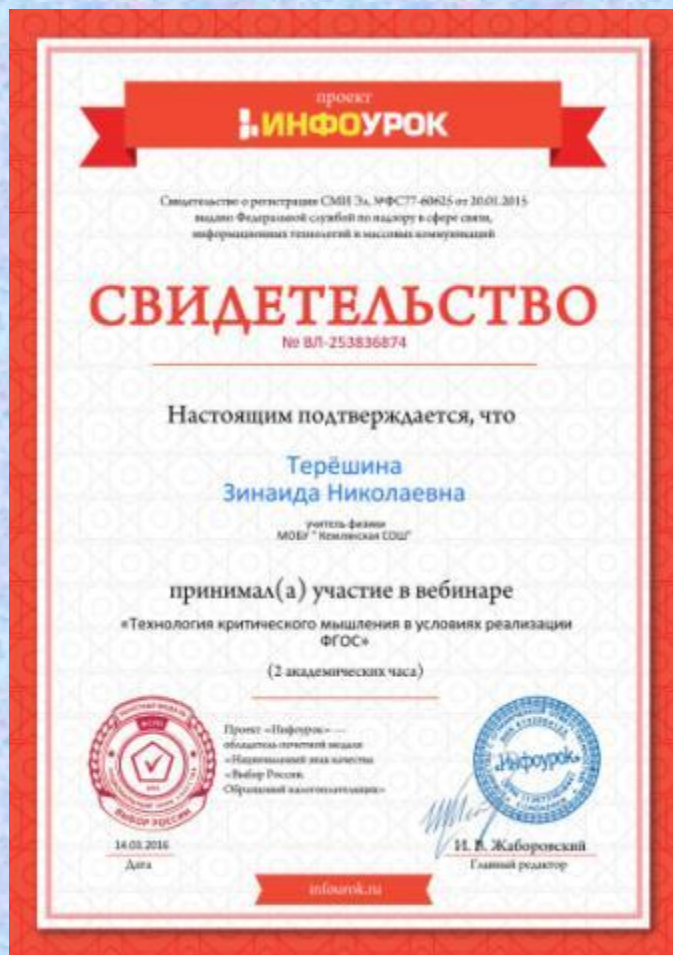 проект
ИНФОУРОК
Свидетельство о регистрации СМИ Эл. №ФС77-60625 от 20.01.2015
выдано Федеральной службой по надзору в сфере связи,
информационных технологий и массовых коммуникаций
СВИДЕТЕЛЬСТВО
№ ВЛ-253836874
Настоящим подтверждается, что
Терёшина
Зинаида Николаевна
учитель физики
МОБУ " Кемлянская СОШ"
принимал(а) участие в вебинаре
«Технология критического мышления в условиях реализации
ФГОС»
(2 академических часа)
Проект «Инфоурок» —
обладатель почетной медали
«Национальный знак качества
«Выбор России.
Образцовый налогоплательщик»
ВЫБОР РОССИИ
«Инфоурок»
14.03.2016
Дата
И. В. Жаборовский
Главный редактор
infourok.ru